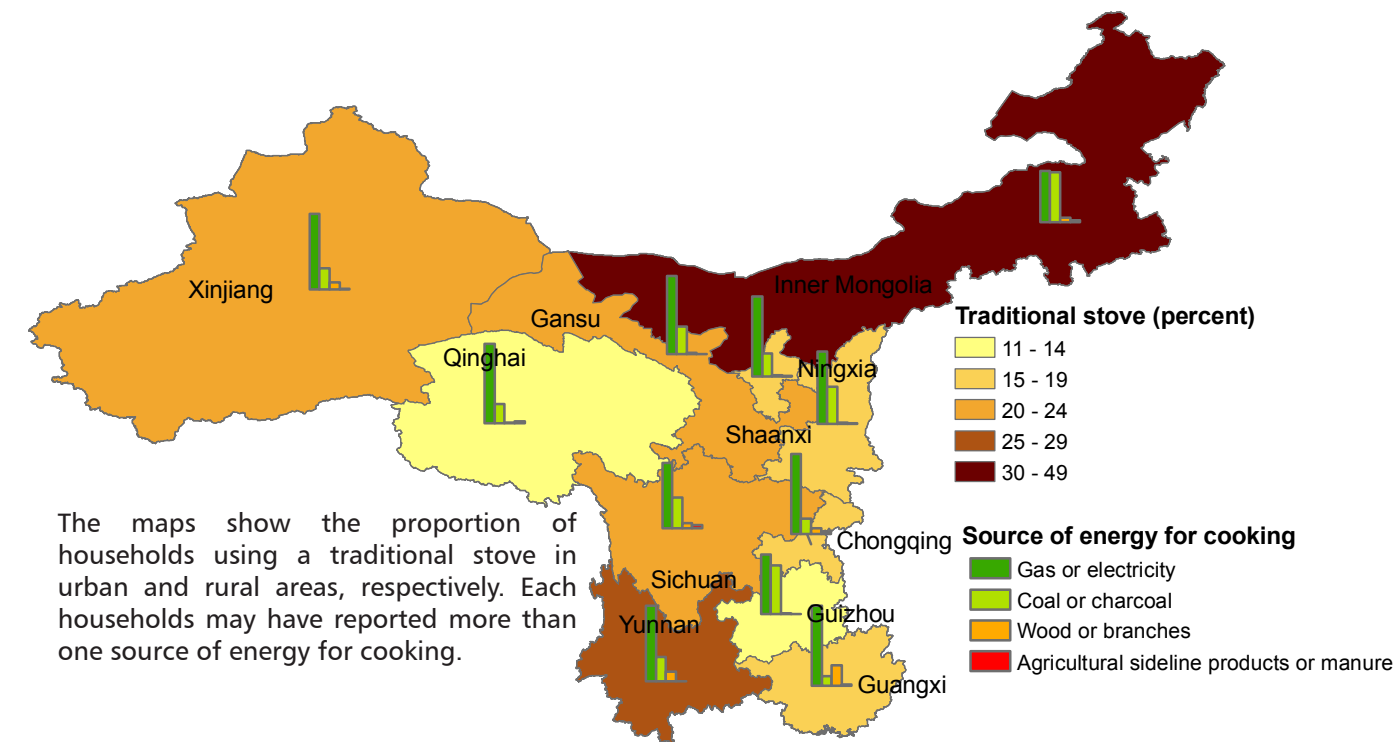 Xinjiang
Gansu
Inner Mongolia
Qinghai
Ningxia
Shaanxi
Chongqing
Sichuan
Guizhou
Yunnan
Guangxi
Traditional stove (percent)
11 - 14
15 - 19
20 - 24
25 - 29
30 - 49
The maps show the proportion of
households using a traditional stove in
urban and rural areas, respectively. Each
households may have reported more than
one source of energy for cooking.
Source of energy for cooking
Gas or electricity
Coal or charcoal
Wood or branches
Agricultural sideline products or manure